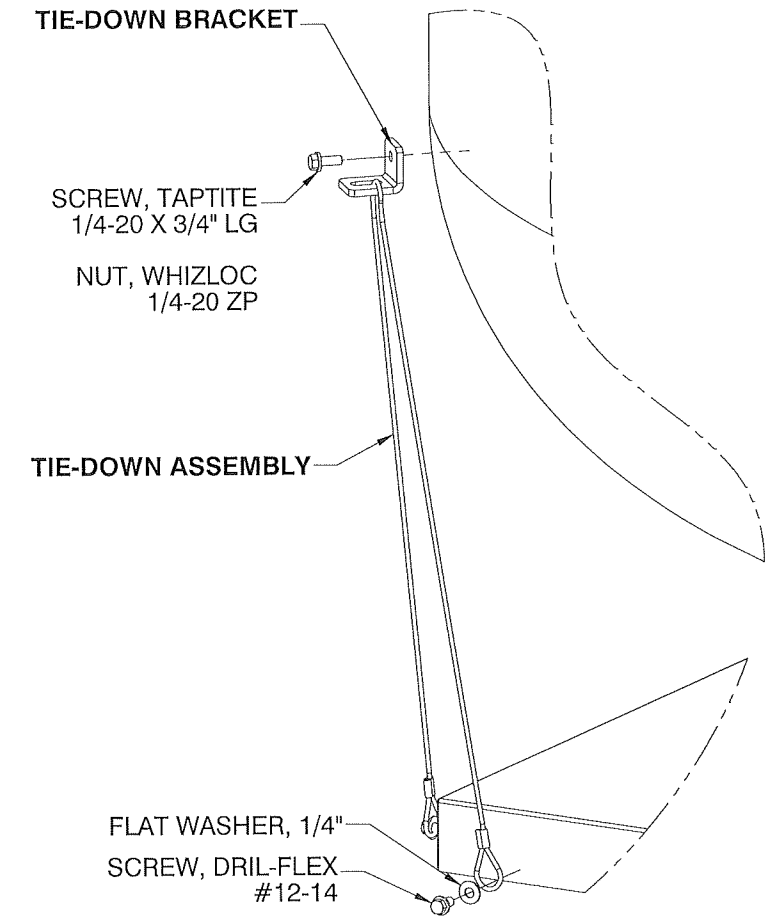 TIE-DOWN BRACKET
SCREW, TAPTITE
1/4-20 X 3/4" LG
NUT, WHIZLOC
1/4-20 ZP
TIE-DOWN ASSEMBLY
FLAT WASHER, 1/4"
SCREW, DRIL-FLEX
#12-14